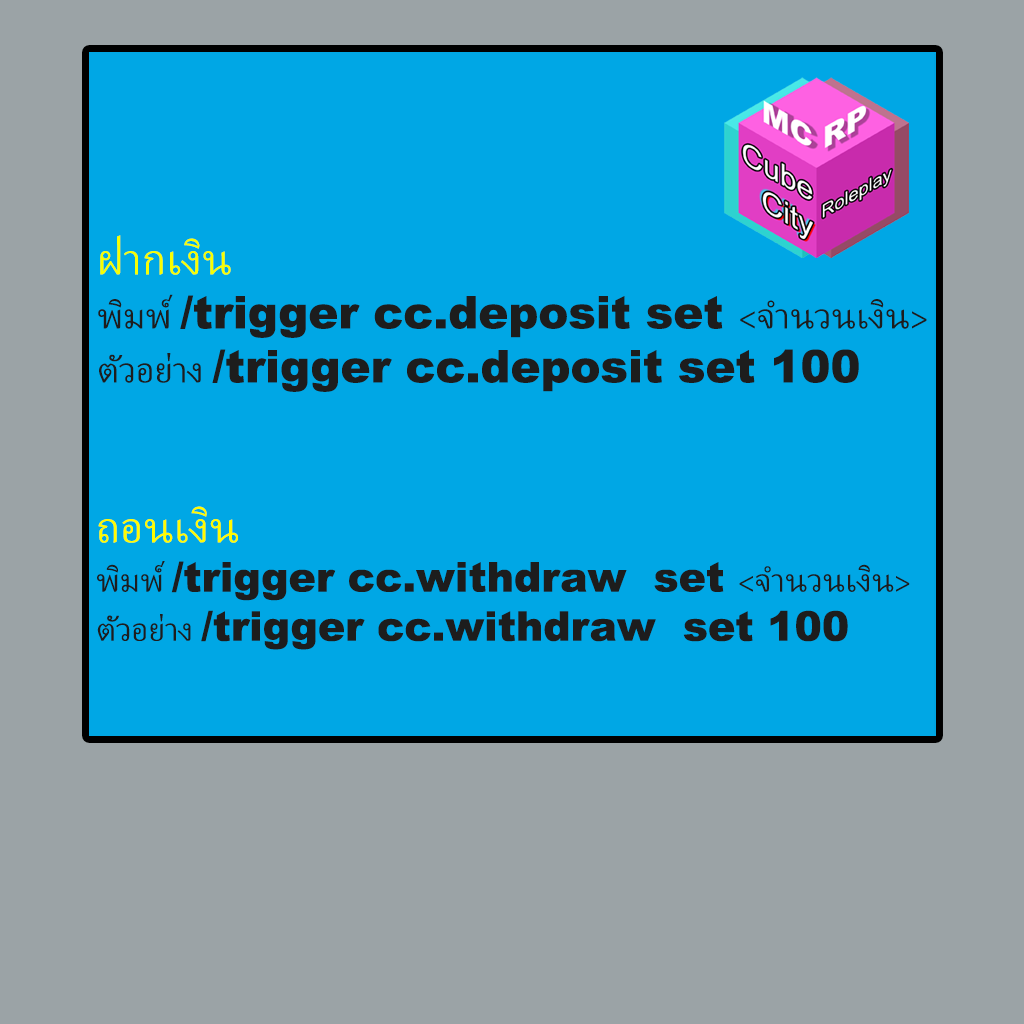 MC RP
Cube
City
Roleplay
ฝากเงิน
พิมพ์ /trigger cc.deposit set <จำนวนเงิน>
ตัวอย่าง /trigger cc.deposit set 100
ถอนเงิน
พิมพ์ /trigger cc.withdraw  set <จำนวนเงิน>
ตัวอย่าง /trigger cc.withdraw  set 100